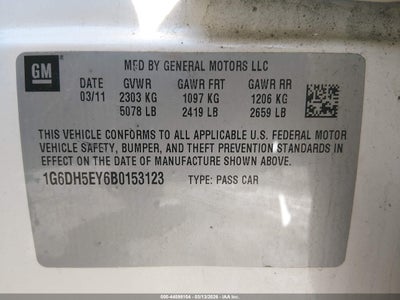 GM
MFD BY GENERAL MOTORS LLC
DATE GVWR GAWR FRT GAWR RR
03/11 2303 KG 1097 KG 1206 KG
5078 LB 2419 LB 2659 LB
THIS VEHICLE CONFORMS TO ALL APPLICABLE U.S. FEDERAL MOTOR
VEHICLE SAFETY, BUMPER, AND THEFT PREVENTION STANDARDS
IN EFFECT ON THE DATE OF MANUFACTURE SHOWN ABOVE.
1G6DH5EY6B0153123 TYPE: PASS CAR
000-44599164 - 03/13/2026 - IAA Inc.